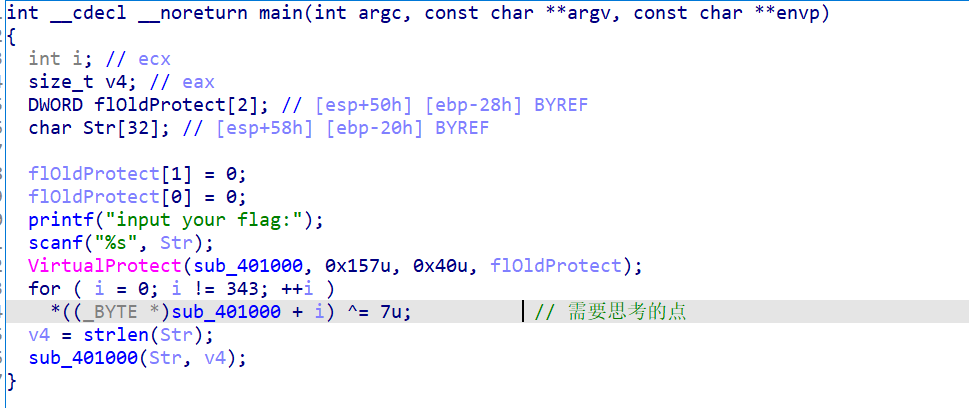 int __cdecl __noreturn main(int argc, const char **argv, const char **envp)
{
int i; // ecx
size_t v4; // eax
DWORD flOldProtect[2]; // [esp+50h] [ebp-28h] BYREF
char Str[32]; // [esp+58h] [ebp-20h] BYREF
flOldProtect[1] = 0;
flOldProtect[0] = 0;
printf("input your flag:");
scanf("%s", Str);
VirtualProtect(sub_401000, 0x157u, 0x40u, flOldProtect);
for ( i = 0; i != 343; ++i )
*((_BYTE *)sub_401000 + i) ^= 7u; // 需要思考的点
v4 = strlen(Str);
sub_401000(Str, v4);
}